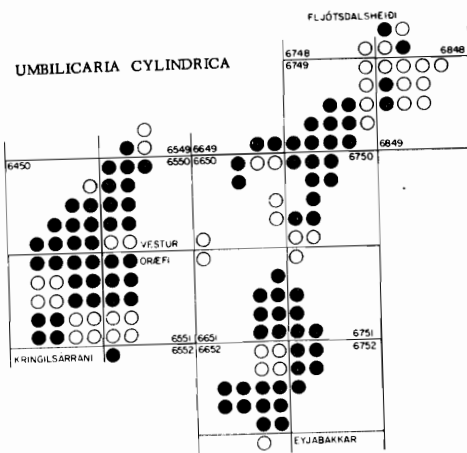 FLJÓTSDALSHEIÐI
6748 6848
6749
UMBILICARIA CYLINDRICA
6549 6649
6450 6550 6650 6750 6849
VESTUR
ÖRÆFI
6551 6651 6751
KRINGILSÁRRANI 6552 6652 6752
EYJABAKKAR